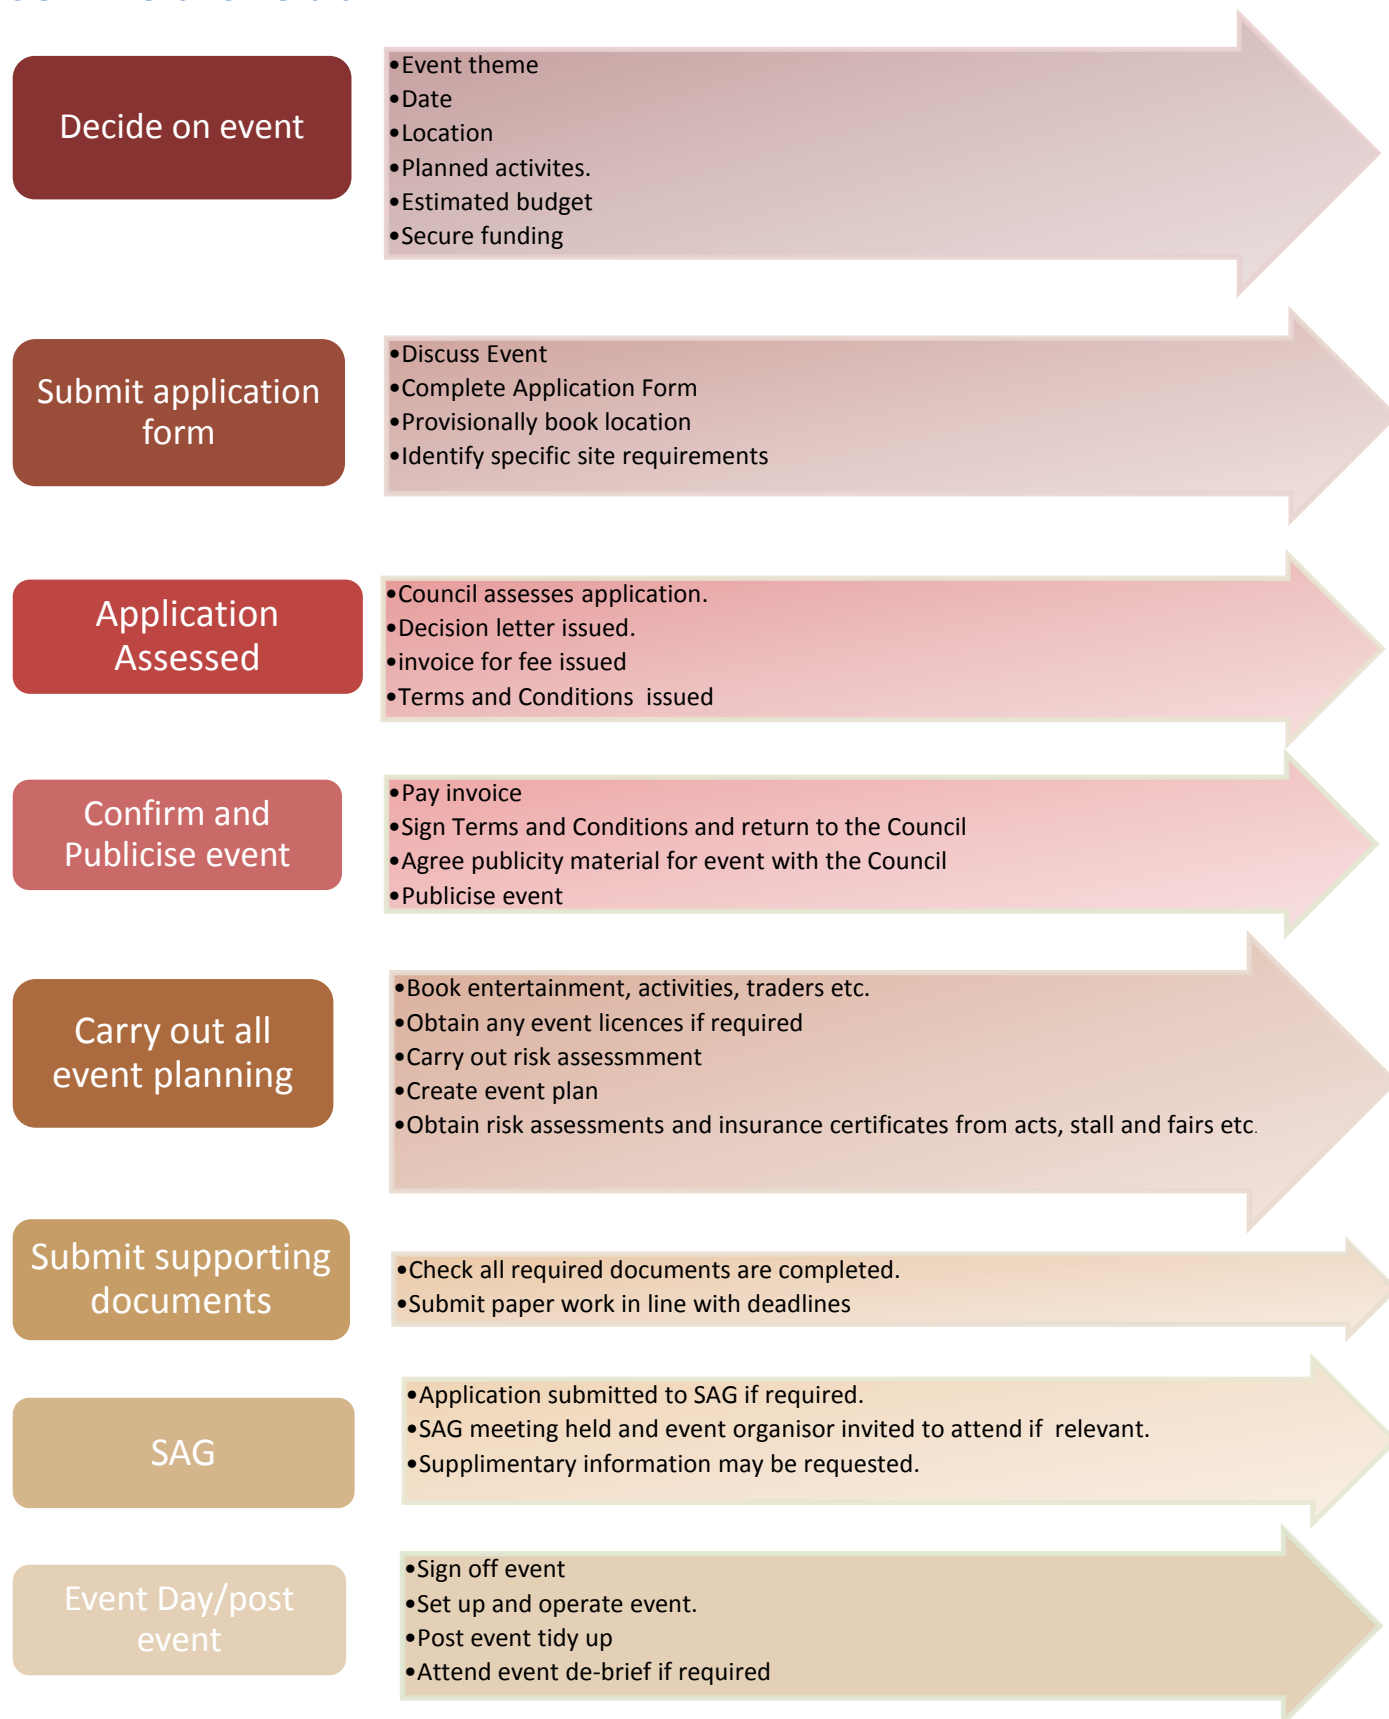 Decide on event
•Event theme
•Date
•Location
•Planned activites.
•Estimated budget
•Secure funding
Submit application
form
•Discuss Event
•Complete Application Form
•Provisionally book location
•Identify specific site requirements
Application
Assessed
•Council assesses application.
•Decision letter issued.
•invoice for fee issued
•Terms and Conditions  issued
Confirm and
Publicise event
•Pay invoice
•Sign Terms and Conditions and return to the Council
•Agree publicity material for event with the Council
•Publicise event
Carry out all
event planning
•Book entertainment, activities, traders etc.
•Obtain any event licences if required
•Carry out risk assessmment
•Create event plan
•Obtain risk assessments and insurance certificates from acts, stall and fairs etc.
Submit supporting
documents
•Check all required documents are completed.
•Submit paper work in line with deadlines
SAG
•Application submitted to SAG if required.
•SAG meeting held and event organisor invited to attend if  relevant.
•Supplimentary information may be requested.
Event Day/post
event
•Sign off event
•Set up and operate event.
•Post event tidy up
•Attend event de-brief if required